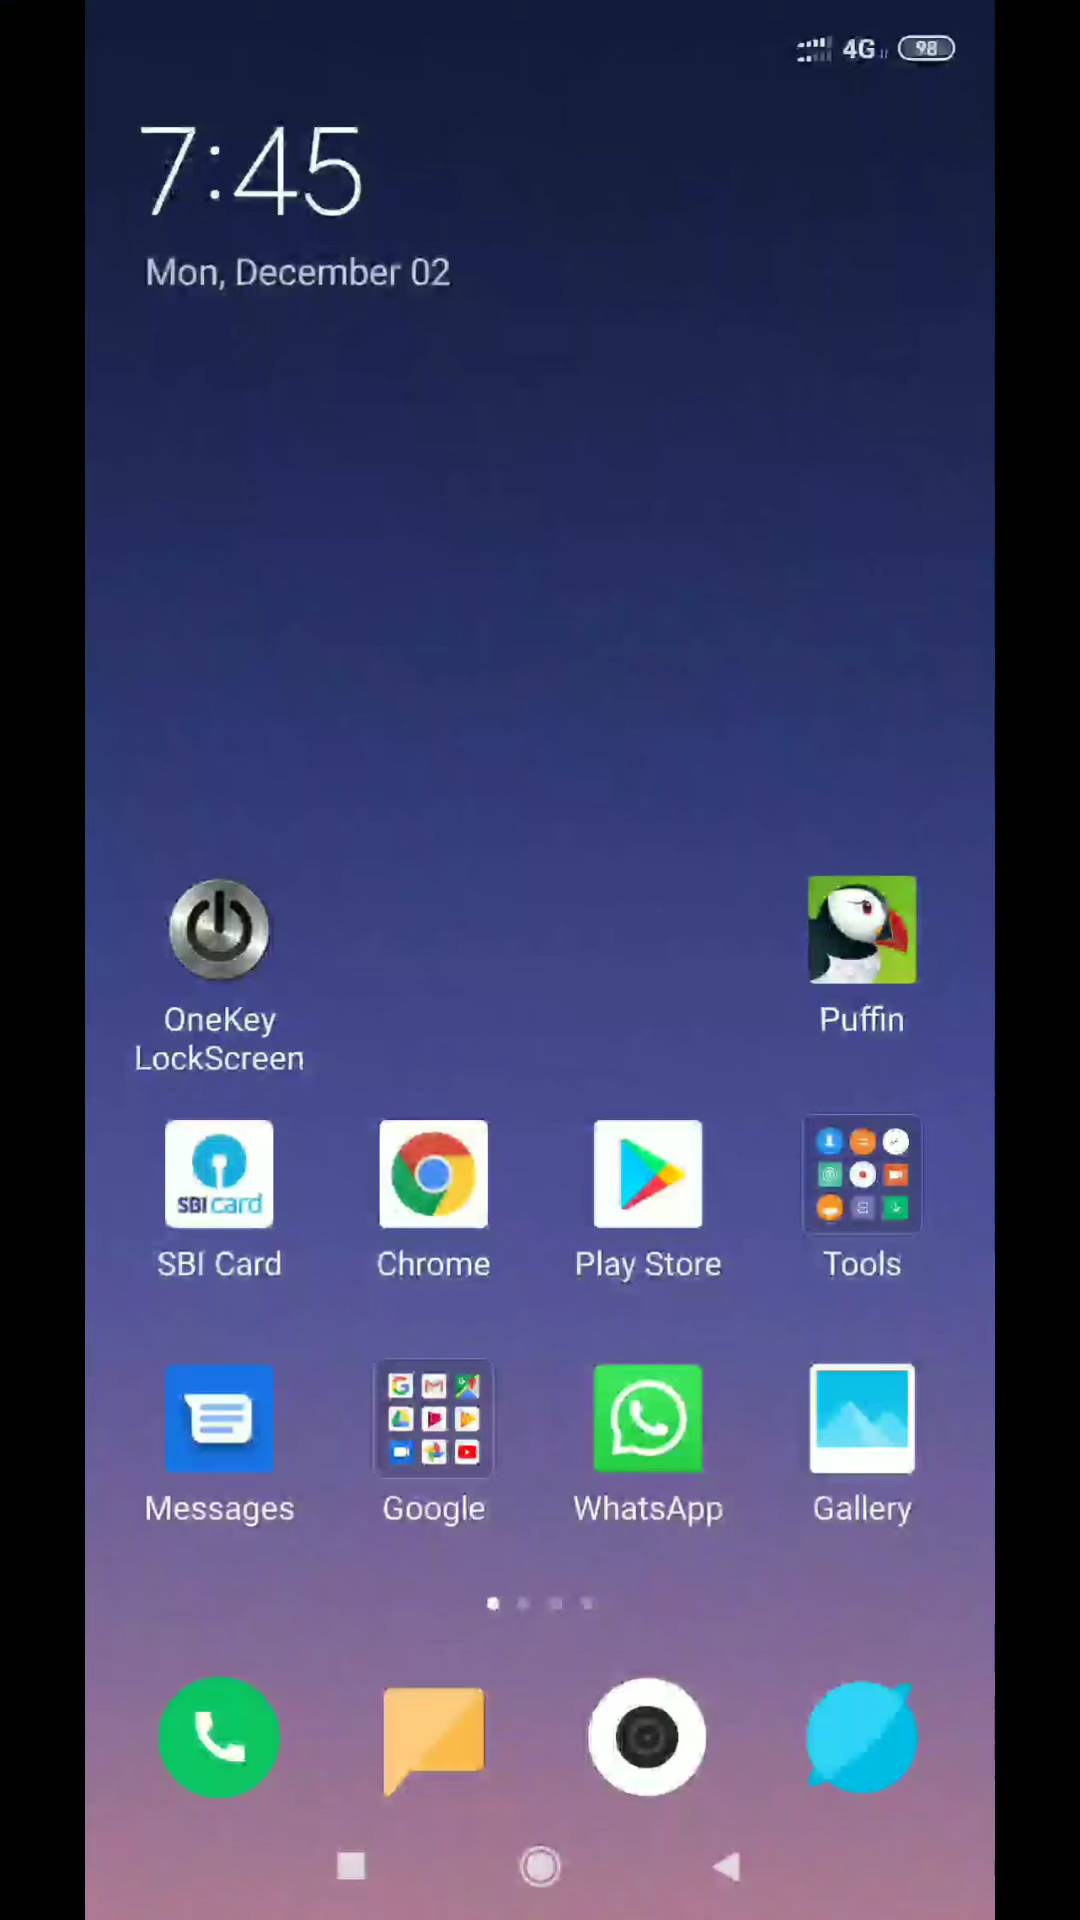 4G 98
7:45
Mon, December 02
OneKey
LockScreen
Puffin
SBI card
SBI Card
Chrome
Play Store
Tools
Messages
Google
WhatsApp
Gallery